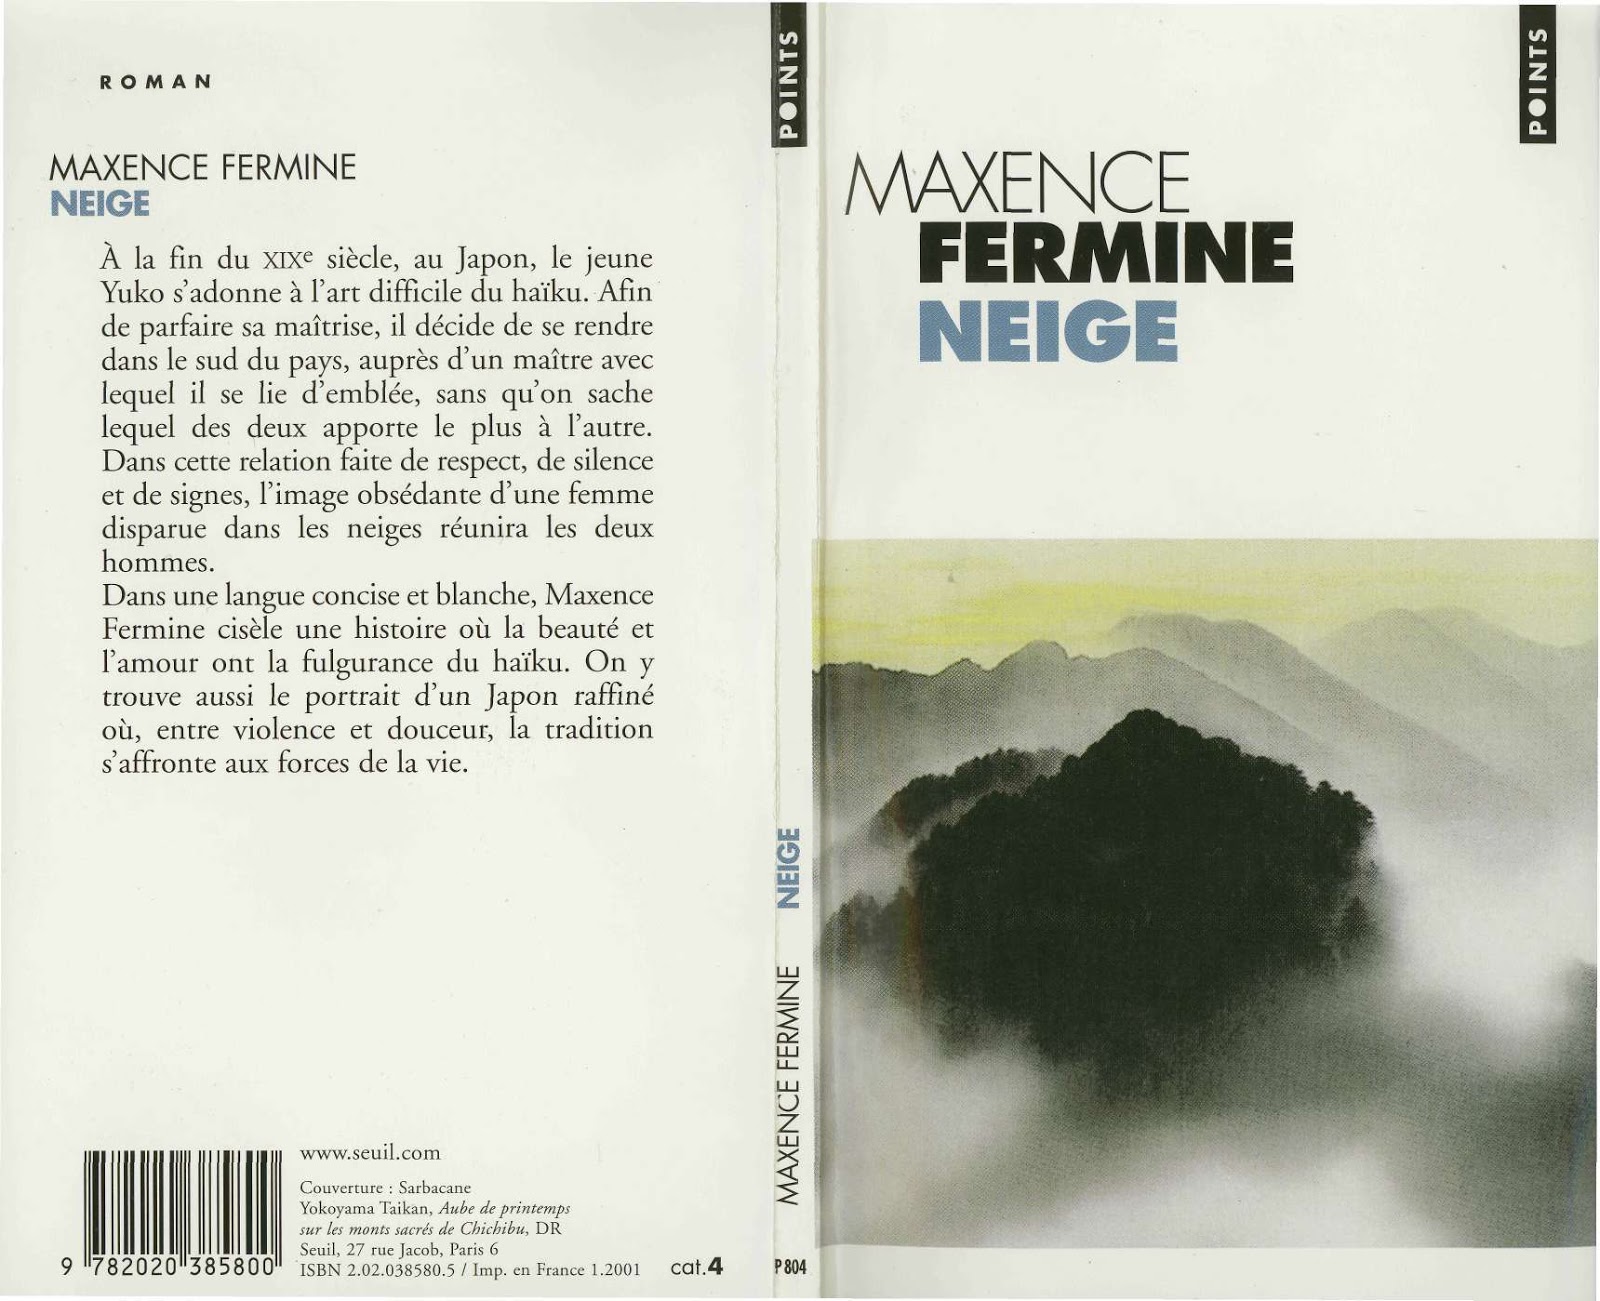 ROMAN
MAXENCE FERMINE
NEIGE
À la fin du XIXe siècle, au Japon, le jeune
Yuko s'adonne à l'art difficile du haïku. Afin
de parfaire sa maîtrise, il décide de se rendre
dans le sud du pays, auprès d'un maître avec
lequel il se lie d'emblée, sans qu'on sache
lequel des deux apporte le plus à l'autre.
Dans cette relation faite de respect, de silence
et de signes, l'image obsédante d'une femme
disparue dans les neiges réunira les deux
hommes.
Dans une langue concise et blanche, Maxence
Fermine cisèle une histoire où la beauté et
l'amour ont la fulgurance du haïku. On y
trouve aussi le portrait d'un Japon raffiné
où, entre violence et douceur, la tradition
s'affronte aux forces de la vie.
www.seuil.com
Couverture : Sarbacane
Yokoyama Taikan, Aube de printemps
sur les monts sacrés de Chichibu, DR
Seuil, 27 rue Jacob, Paris 6
ISBN 2.02.038580.5 / Imp. en France 1.2001
9 782020 385800
cat.4
POINTS
NEIGE
MAXENCE FERMINE
P 804
POINTS
MAXENCE
FERMINE
NEIGE